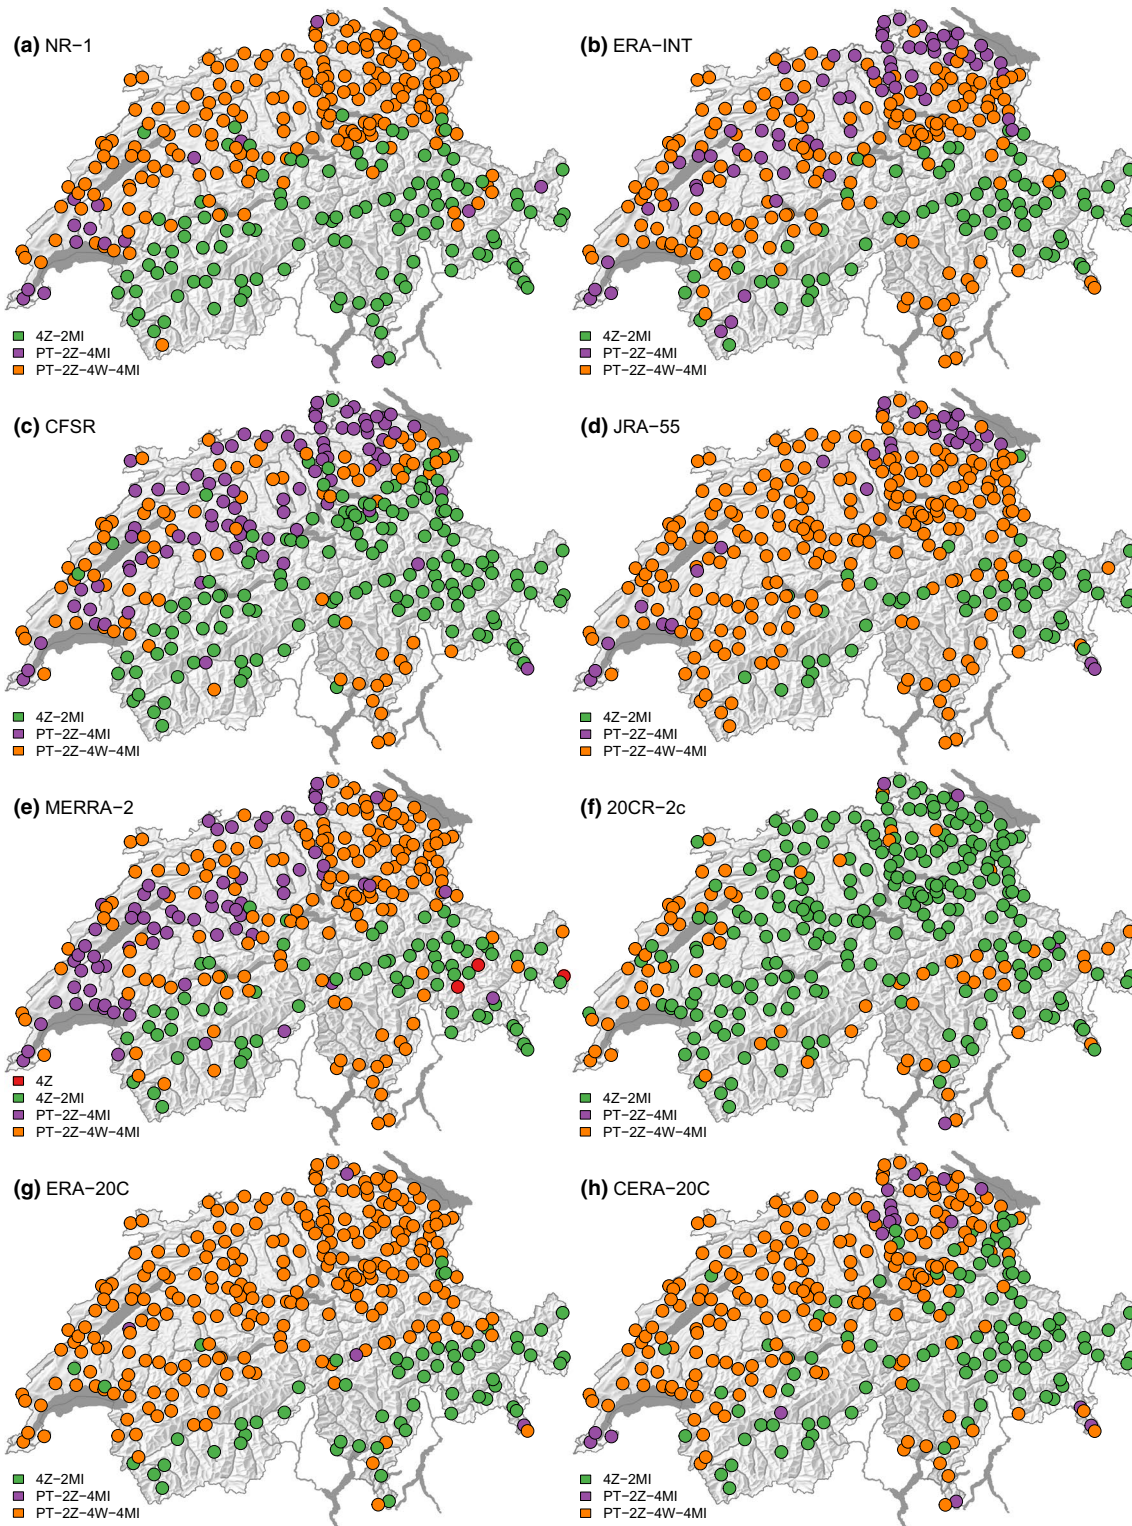 (a) NR−1
4Z−2MI
PT−2Z−4MI
PT−2Z−4W−4MI
(b) ERA−INT
4Z−2MI
PT−2Z−4MI
PT−2Z−4W−4MI
(c) CFSR
4Z−2MI
PT−2Z−4MI
PT−2Z−4W−4MI
(d) JRA−55
4Z−2MI
PT−2Z−4MI
PT−2Z−4W−4MI
(e) MERRA−2
4Z
4Z−2MI
PT−2Z−4MI
PT−2Z−4W−4MI
(f) 20CR−2c
4Z−2MI
PT−2Z−4MI
PT−2Z−4W−4MI
(g) ERA−20C
4Z−2MI
PT−2Z−4MI
PT−2Z−4W−4MI
(h) CERA−20C
4Z−2MI
PT−2Z−4MI
PT−2Z−4W−4MI